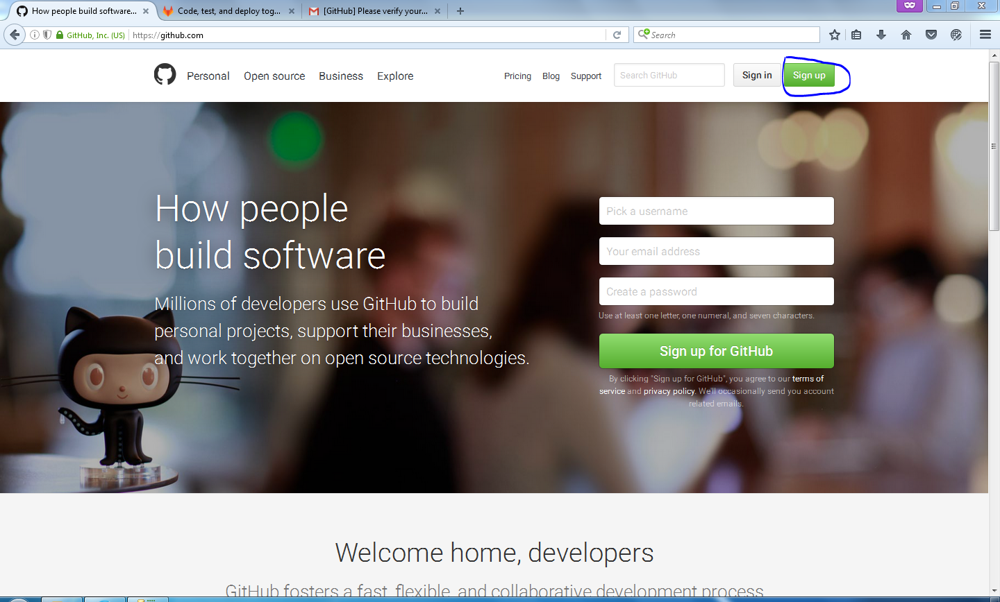 How people build software...
Code, test, and deploy tog...
[GitHub] Please verify your...
GitHub, Inc. (US)
https://github.com
Search
Personal
Open source
Business
Explore
Pricing
Blog
Support
Search GitHub
Sign in
Sign up
How people
build software
Millions of developers use GitHub to build
personal projects, support their businesses,
and work together on open source technologies.
Pick a username
Your email address
Create a password
Use at least one letter, one numeral, and seven characters.
Sign up for GitHub
By clicking "Sign up for GitHub", you agree to our terms of
service and privacy policy. We'll occasionally send you account
related emails.
Welcome home, developers
GitHub fosters a fast, flexible, and collaborative development process